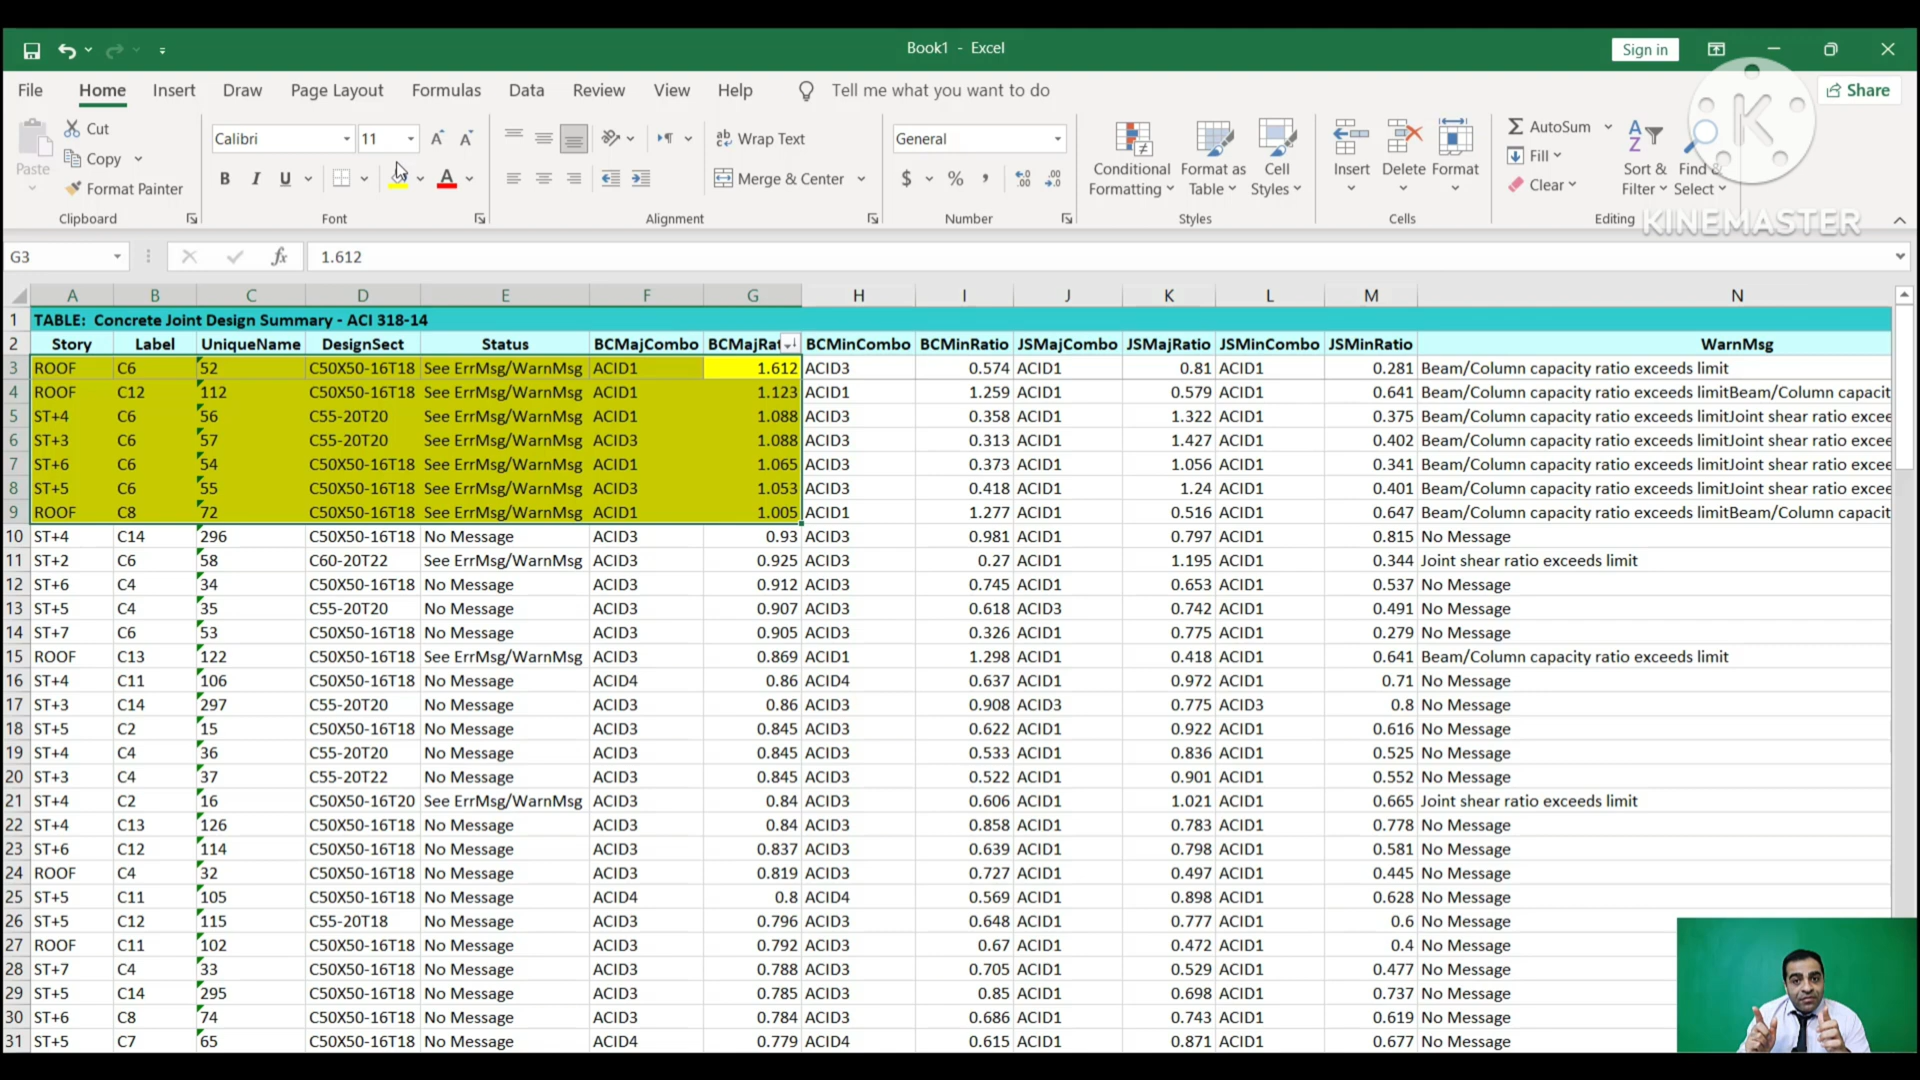 Book1 - Excel
Sign in
File Home Insert Draw Page Layout Formulas Data Review View Help Tell me what you want to do Share
Paste
Cut
Copy
Format Painter
Clipboard
Calibri 11
B I U A
Font
Wrap Text
Merge & Center
Alignment
General
$ %
Number
Conditional Formatting
Format as Table
Cell Styles
Styles
Insert Delete Format
Cells
AutoSum
Fill
Clear
Sort & Filter
Find & Select
Editing
K
KINEMASTER
G3 fx 1.612
A B C D E F G H I J K L M N
1 TABLE: Concrete Joint Design Summary - ACI 318-14
2 Story Label UniqueName DesignSect Status BCMajCombo BCMajRat BCMinCombo BCMinRatio JSMajCombo JSMajRatio JSMinCombo JSMinRatio WarnMsg
3 ROOF C6 52 C50X50-16T18 See ErrMsg/WarnMsg ACID1 1.612 ACID3 0.574 ACID1 0.81 ACID1 0.281 Beam/Column capacity ratio exceeds limit
4 ROOF C12 112 C50X50-16T18 See ErrMsg/WarnMsg ACID1 1.123 ACID1 1.259 ACID1 0.579 ACID1 0.641 Beam/Column capacity ratio exceeds limitBeam/Column capacit
5 ST+4 C6 56 C55-20T20 See ErrMsg/WarnMsg ACID1 1.088 ACID3 0.358 ACID1 1.322 ACID1 0.375 Beam/Column capacity ratio exceeds limitJoint shear ratio excee
6 ST+3 C6 57 C55-20T20 See ErrMsg/WarnMsg ACID3 1.088 ACID3 0.313 ACID1 1.427 ACID1 0.402 Beam/Column capacity ratio exceeds limitJoint shear ratio excee
7 ST+6 C6 54 C50X50-16T18 See ErrMsg/WarnMsg ACID1 1.065 ACID3 0.373 ACID1 1.056 ACID1 0.341 Beam/Column capacity ratio exceeds limitJoint shear ratio excee
8 ST+5 C6 55 C50X50-16T18 See ErrMsg/WarnMsg ACID3 1.053 ACID3 0.418 ACID1 1.24 ACID1 0.401 Beam/Column capacity ratio exceeds limitJoint shear ratio excee
9 ROOF C8 72 C50X50-16T18 See ErrMsg/WarnMsg ACID1 1.005 ACID1 1.277 ACID1 0.516 ACID1 0.647 Beam/Column capacity ratio exceeds limitBeam/Column capacit
10 ST+4 C14 296 C50X50-16T18 No Message ACID3 0.93 ACID3 0.981 ACID1 0.797 ACID1 0.815 No Message
11 ST+2 C6 58 C60-20T22 See ErrMsg/WarnMsg ACID3 0.925 ACID3 0.27 ACID1 1.195 ACID1 0.344 Joint shear ratio exceeds limit
12 ST+6 C4 34 C50X50-16T18 No Message ACID3 0.912 ACID3 0.745 ACID1 0.653 ACID1 0.537 No Message
13 ST+5 C4 35 C55-20T20 No Message ACID3 0.907 ACID3 0.618 ACID3 0.742 ACID1 0.491 No Message
14 ST+7 C6 53 C50X50-16T18 No Message ACID3 0.905 ACID3 0.326 ACID1 0.775 ACID1 0.279 No Message
15 ROOF C13 122 C50X50-16T18 See ErrMsg/WarnMsg ACID3 0.869 ACID1 1.298 ACID1 0.418 ACID1 0.641 Beam/Column capacity ratio exceeds limit
16 ST+4 C11 106 C50X50-16T18 No Message ACID4 0.86 ACID4 0.637 ACID1 0.972 ACID1 0.71 No Message
17 ST+3 C14 297 C55-20T20 No Message ACID3 0.86 ACID3 0.908 ACID3 0.775 ACID3 0.8 No Message
18 ST+5 C2 15 C50X50-16T18 No Message ACID3 0.845 ACID3 0.622 ACID1 0.922 ACID1 0.616 No Message
19 ST+4 C4 36 C55-20T20 No Message ACID3 0.845 ACID3 0.533 ACID1 0.836 ACID1 0.525 No Message
20 ST+3 C4 37 C55-20T22 No Message ACID3 0.845 ACID3 0.522 ACID1 0.901 ACID1 0.552 No Message
21 ST+4 C2 16 C50X50-16T20 See ErrMsg/WarnMsg ACID3 0.84 ACID3 0.606 ACID1 1.021 ACID1 0.665 Joint shear ratio exceeds limit
22 ST+4 C13 126 C50X50-16T18 No Message ACID3 0.84 ACID3 0.858 ACID1 0.783 ACID1 0.778 No Message
23 ST+6 C12 114 C50X50-16T18 No Message ACID3 0.837 ACID3 0.639 ACID1 0.798 ACID1 0.581 No Message
24 ROOF C4 32 C50X50-16T18 No Message ACID3 0.819 ACID3 0.727 ACID1 0.497 ACID1 0.445 No Message
25 ST+5 C11 105 C50X50-16T18 No Message ACID4 0.8 ACID4 0.569 ACID1 0.898 ACID1 0.628 No Message
26 ST+5 C12 115 C55-20T18 No Message ACID3 0.796 ACID3 0.648 ACID1 0.777 ACID1 0.6 No Message
27 ROOF C11 102 C50X50-16T18 No Message ACID3 0.792 ACID3 0.67 ACID1 0.472 ACID1 0.4 No Message
28 ST+7 C4 33 C50X50-16T18 No Message ACID3 0.788 ACID3 0.705 ACID1 0.529 ACID1 0.477 No Message
29 ST+5 C14 295 C50X50-16T18 No Message ACID3 0.785 ACID3 0.85 ACID1 0.698 ACID1 0.737 No Message
30 ST+6 C8 74 C50X50-16T18 No Message ACID3 0.784 ACID3 0.686 ACID1 0.743 ACID1 0.619 No Message
31 ST+5 C7 65 C50X50-16T18 No Message ACID4 0.779 ACID4 0.615 ACID1 0.871 ACID1 0.677 No Message